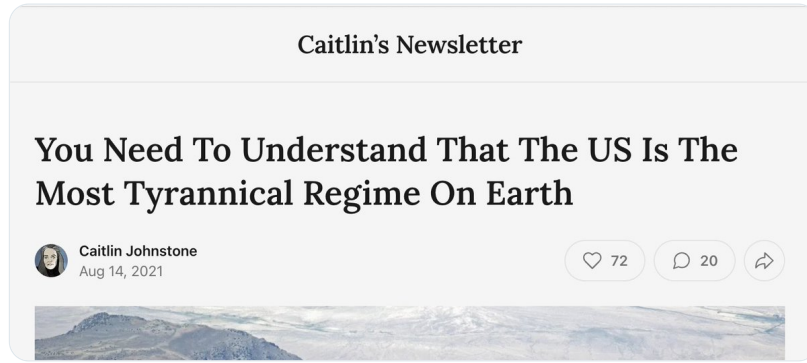 Caitlin’s Newsletter
You Need To Understand That The US Is The
Most Tyrannical Regime On Earth
Caitlin Johnstone
Aug 14, 2021
72
20